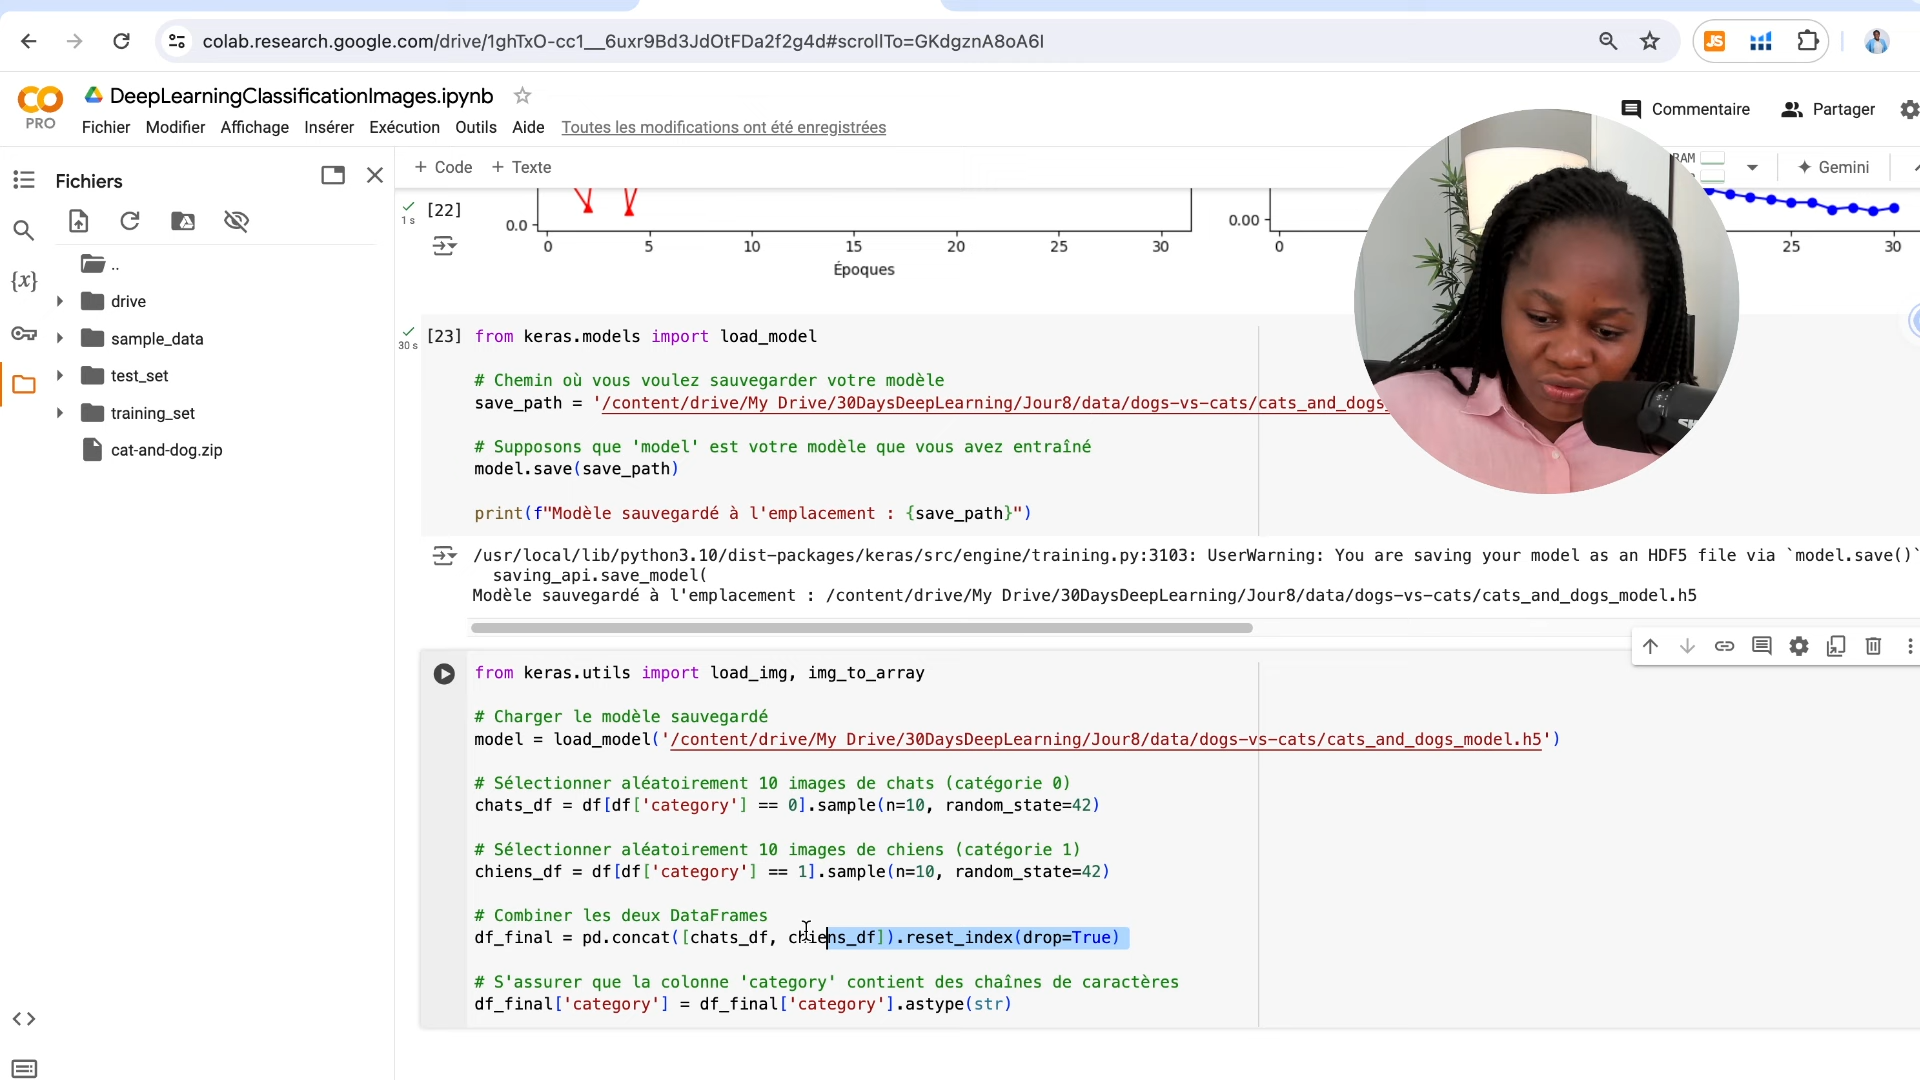 colab.research.google.com/drive/1ghTxO-cc1__6uxr9Bd3JdOtFDa2f2g4d#scrollTo=GKdgznA8oA6I
JS
CO
PRO
DeepLearningClassificationImages.ipynb
Fichier Modifier Affichage Insérer Exécution Outils Aide Toutes les modifications ont été enregistrées
Commentaire Partager
Fichiers
+ Code + Texte
RAM
Gemini
..
drive
sample_data
test_set
training_set
cat-and-dog.zip
{x}
1 s
[22]
0.0
0 5 10 15 20 25 30
Époques
0.00
0 25 30
30 s
[23] from keras.models import load_model
# Chemin où vous voulez sauvegarder votre modèle
save_path = '/content/drive/My Drive/30DaysDeepLearning/Jour8/data/dogs-vs-cats/cats_and_dogs_
# Supposons que 'model' est votre modèle que vous avez entraîné
model.save(save_path)
print(f"Modèle sauvegardé à l'emplacement : {save_path}")
/usr/local/lib/python3.10/dist-packages/keras/src/engine/training.py:3103: UserWarning: You are saving your model as an HDF5 file via `model.save()`
saving_api.save_model(
Modèle sauvegardé à l'emplacement : /content/drive/My Drive/30DaysDeepLearning/Jour8/data/dogs-vs-cats/cats_and_dogs_model.h5
from keras.utils import load_img, img_to_array
# Charger le modèle sauvegardé
model = load_model('/content/drive/My Drive/30DaysDeepLearning/Jour8/data/dogs-vs-cats/cats_and_dogs_model.h5')
# Sélectionner aléatoirement 10 images de chats (catégorie 0)
chats_df = df[df['category'] == 0].sample(n=10, random_state=42)
# Sélectionner aléatoirement 10 images de chiens (catégorie 1)
chiens_df = df[df['category'] == 1].sample(n=10, random_state=42)
# Combiner les deux DataFrames
df_final = pd.concat([chats_df, chiens_df]).reset_index(drop=True)
# S'assurer que la colonne 'category' contient des chaînes de caractères
df_final['category'] = df_final['category'].astype(str)